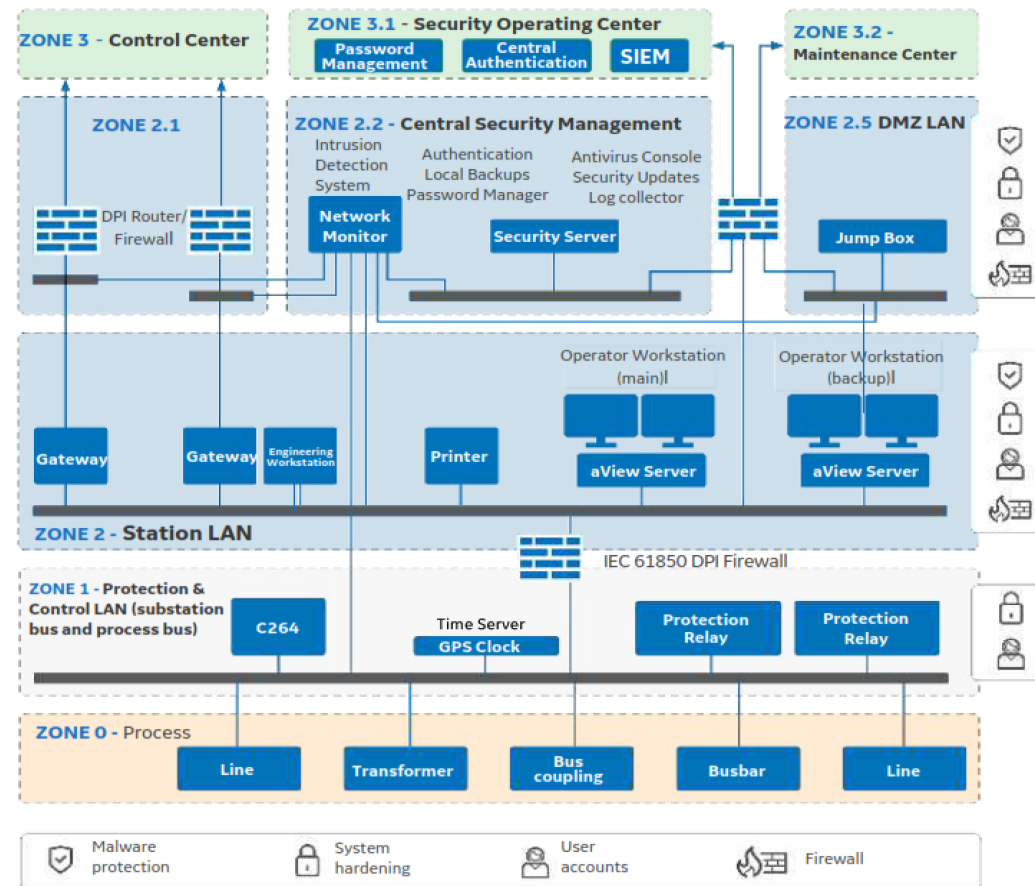 ZONE 3 - Control Center
ZONE 3.1 - Security Operating Center
Password
Management
Central
Authentication
SIEM
ZONE 3.2 -
Maintenance Center
ZONE 2.1
DPI Router/
Firewall
ZONE 2.2 - Central Security Management
Intrusion
Detection
System
Authentication
Local Backups
Password Manager
Antivirus Console
Security Updates
Log collector
Network
Monitor
Security Server
ZONE 2.5 DMZ LAN
Jump Box
Operator Workstation
(main)l
Operator Workstation
(backup)l
Gateway
Gateway
Engineering
Workstation
Printer
aView Server
aView Server
ZONE 2 - Station LAN
IEC 61850 DPI Firewall
ZONE 1 - Protection &
Control LAN (substation
bus and process bus)
C264
Time Server
GPS Clock
Protection
Relay
Protection
Relay
ZONE 0 - Process
Line
Transformer
Bus
coupling
Busbar
Line
Malware
protection
System
hardening
User
accounts
Firewall